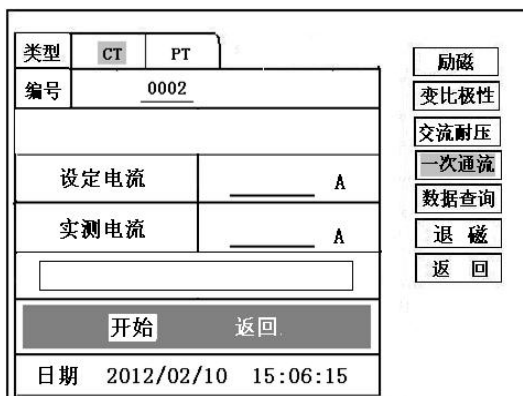 类型 CT PT
编号 0002
设定电流 A
实测电流 A
开始 返回
日期 2012/02/10 15:06:15
励磁
变比极性
交流耐压
一次通流
数据查询
退 磁
返 回